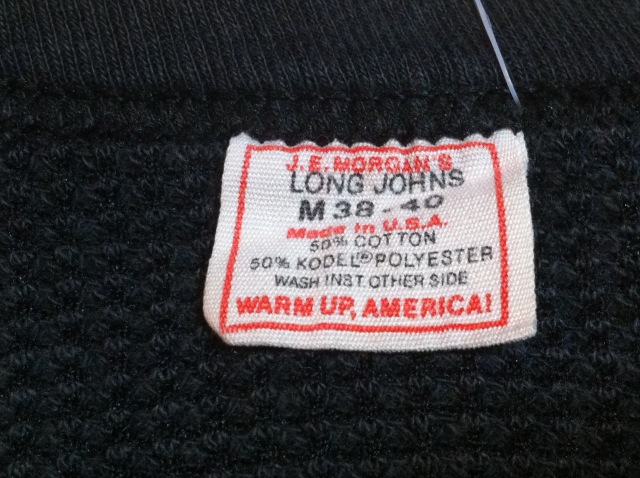 J.E. MORGAN'S
LONG JOHNS
M 38 - 40
Made in U.S.A.
50% COTTON
50% KODEL® POLYESTER
WASH INST. OTHER SIDE
WARM UP, AMERICA!